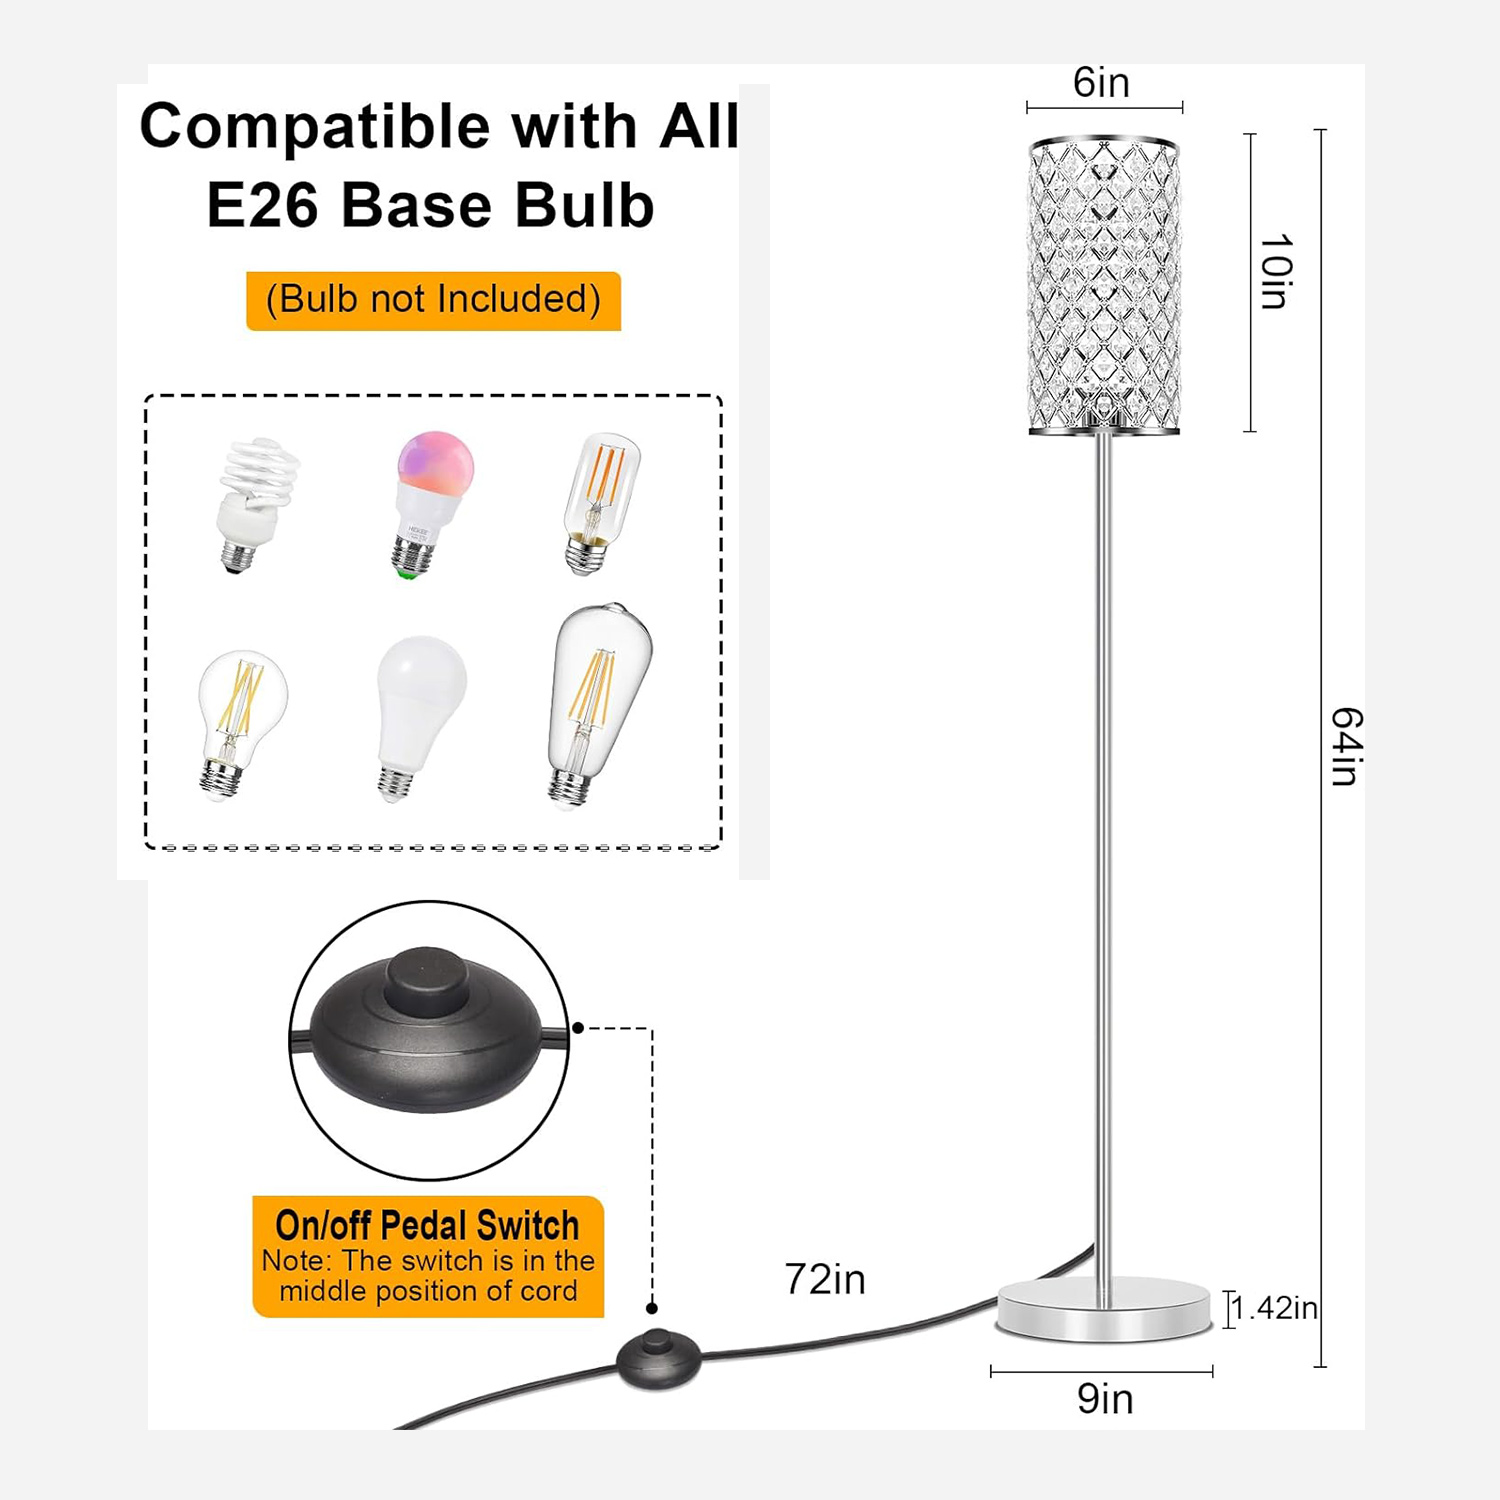 Compatible with All
E26 Base Bulb
(Bulb not Included)
6in
10in
64in
On/off Pedal Switch
Note: The switch is in the
middle position of cord
72in
1.42in
9in